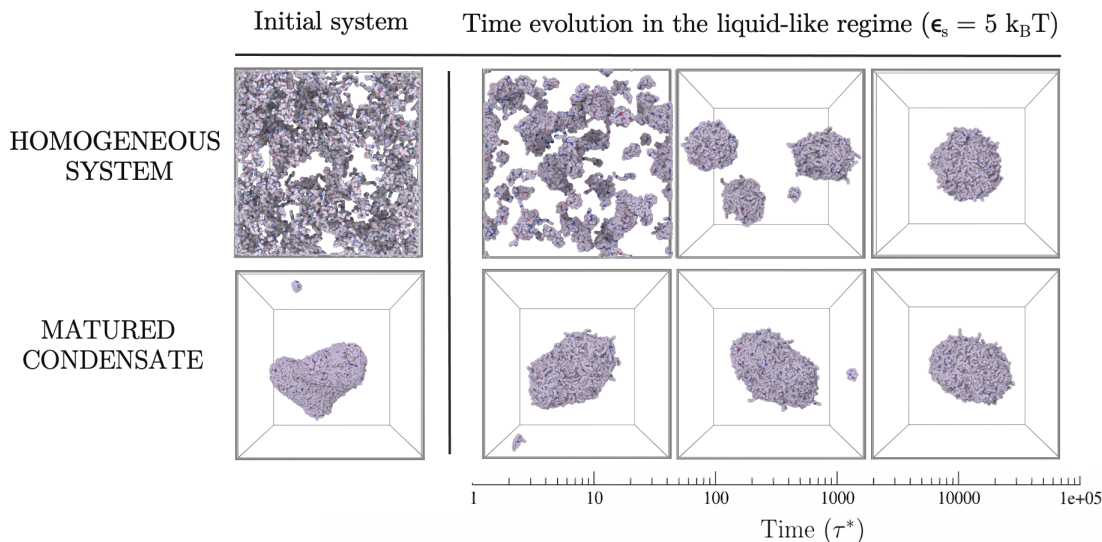 Initial system
Time evolution in the liquid-like regime (ϵₛ = 5 k_BT)
HOMOGENEOUS
SYSTEM
MATURED
CONDENSATE
1 10 100 1000 10000 1e+05
Time (τ*)